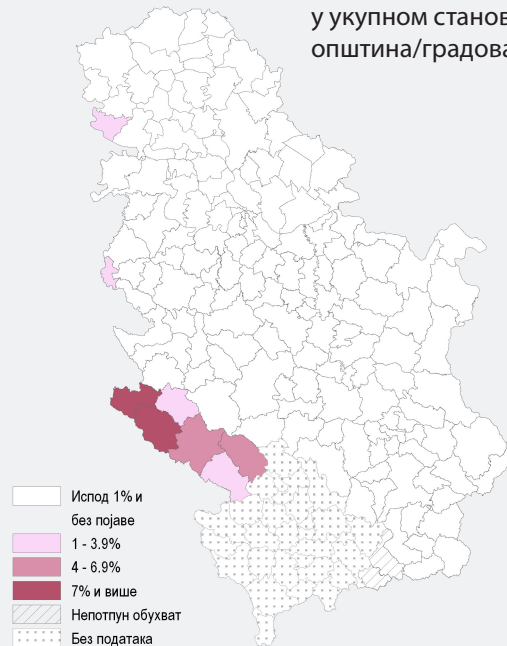 у укупном станов
општина/градова
Испод 1% и
без појаве
1 - 3.9%
4 - 6.9%
7% и више
Непотпун обухват
Без података